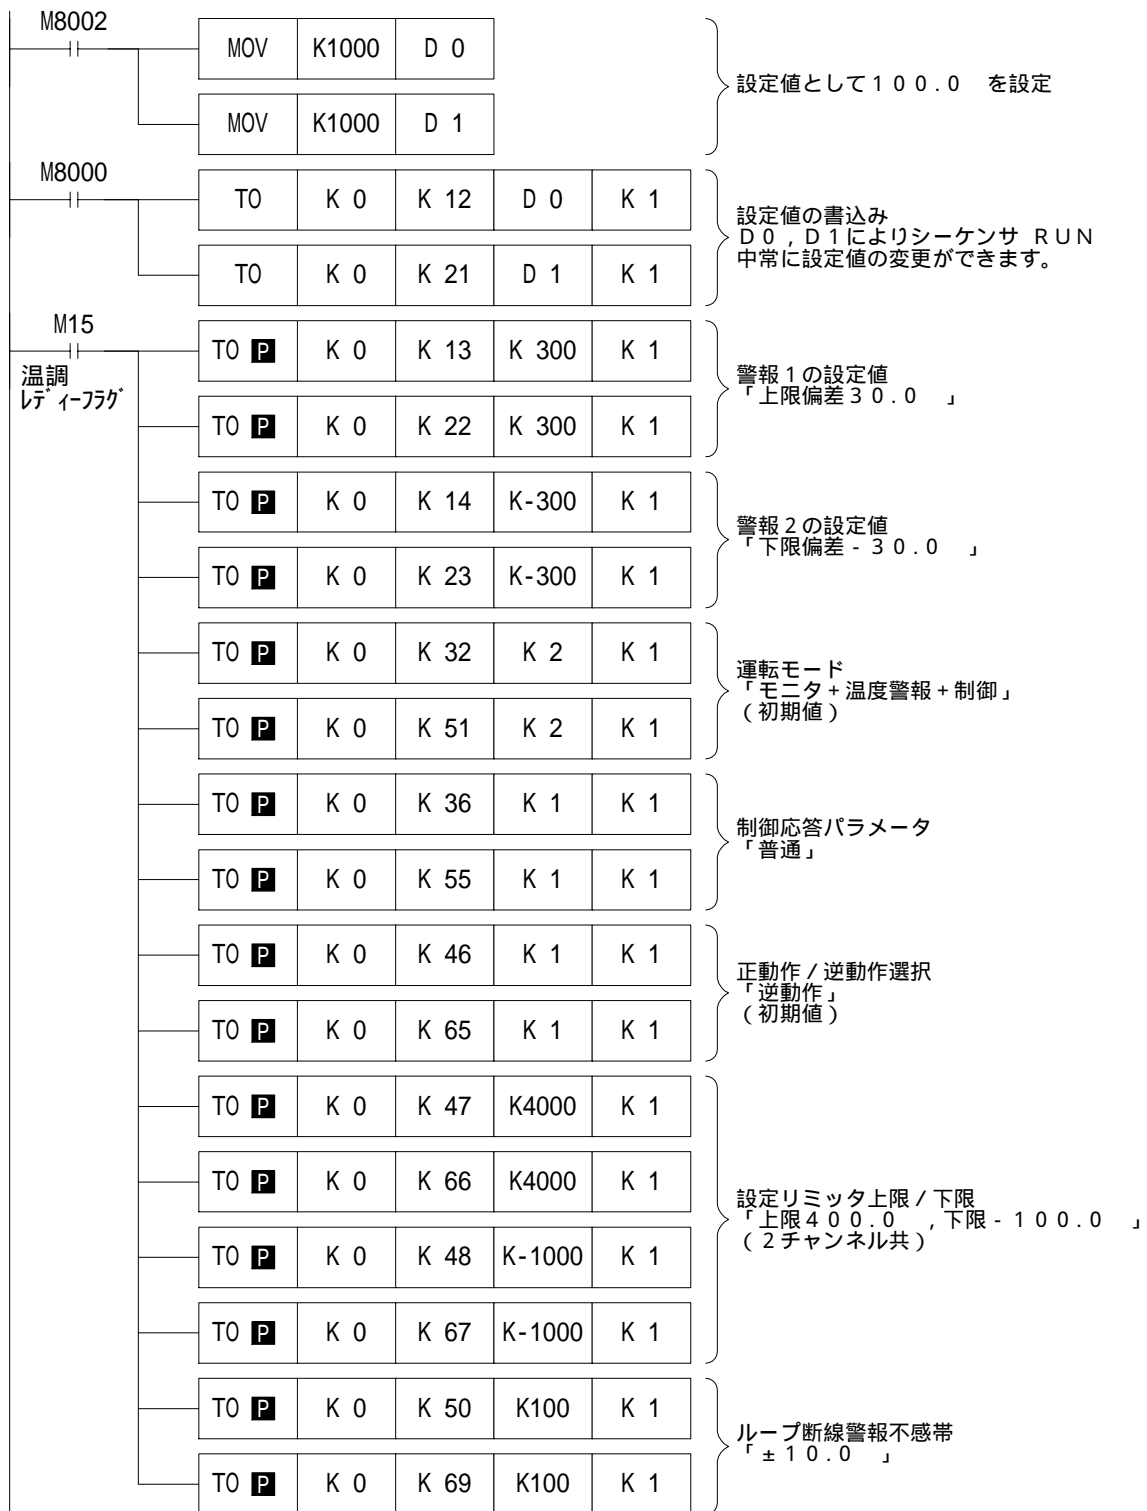 M8002
MOV K1000 D 0
MOV K1000 D 1
設定値として１００．０　を設定
M8000
TO K 0 K 12 D 0 K 1
TO K 0 K 21 D 1 K 1
設定値の書込み
Ｄ０，Ｄ１によりシーケンサ ＲＵＮ
中常に設定値の変更ができます。
M15
温調
ﾚﾃﾞｨｰﾌﾗｸﾞ
TO P K 0 K 13 K 300 K 1
TO P K 0 K 22 K 300 K 1
警報１の設定値
「上限偏差３０．０　」
TO P K 0 K 14 K-300 K 1
TO P K 0 K 23 K-300 K 1
警報２の設定値
「下限偏差－３０．０　」
TO P K 0 K 32 K 2 K 1
TO P K 0 K 51 K 2 K 1
運転モード
「モニタ＋温度警報＋制御」
（初期値）
TO P K 0 K 36 K 1 K 1
TO P K 0 K 55 K 1 K 1
制御応答パラメータ
「普通」
TO P K 0 K 46 K 1 K 1
TO P K 0 K 65 K 1 K 1
正動作／逆動作選択
「逆動作」
（初期値）
TO P K 0 K 47 K4000 K 1
TO P K 0 K 66 K4000 K 1
TO P K 0 K 48 K-1000 K 1
TO P K 0 K 67 K-1000 K 1
設定リミッタ上限／下限
「上限４００．０　，下限－１００．０　」
（２チャンネル共）
TO P K 0 K 50 K100 K 1
TO P K 0 K 69 K100 K 1
ループ断線警報不感帯
「±１０．０　」